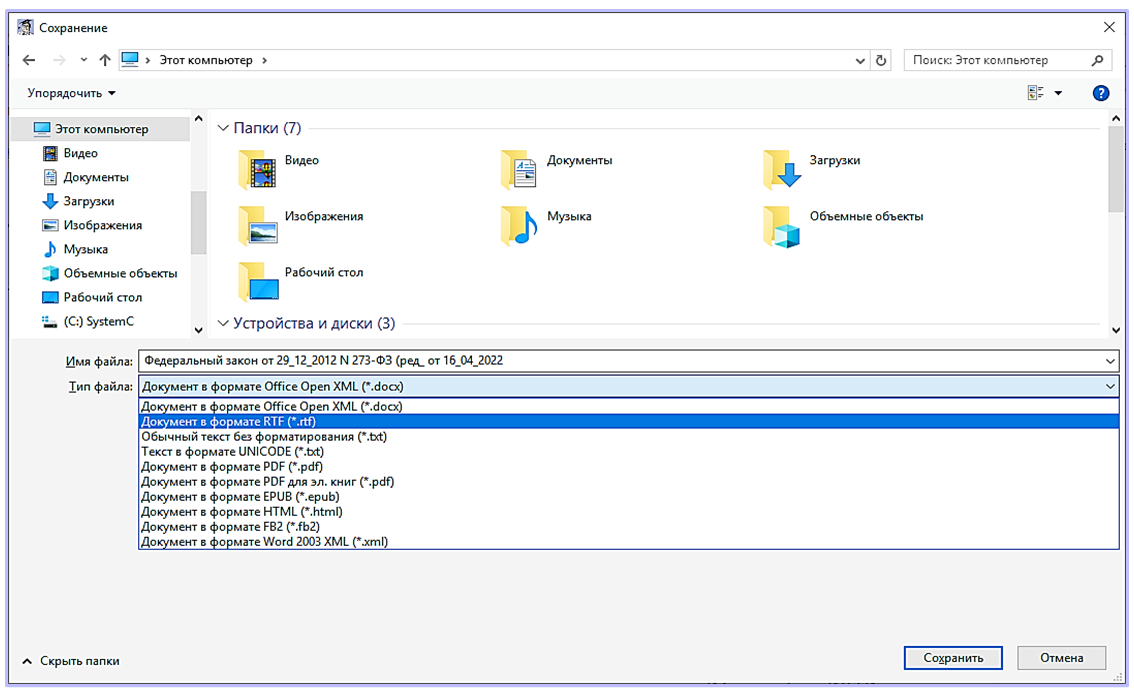 Сохранение
Этот компьютер
Поиск: Этот компьютер
Упорядочить
Этот компьютер
Видео
Документы
Загрузки
Изображения
Музыка
Объемные объекты
Рабочий стол
(C:) SystemC
Папки (7)
Видео
Документы
Загрузки
Изображения
Музыка
Объемные объекты
Рабочий стол
Устройства и диски (3)
Имя файла: Федеральный закон от 29_12_2012 N 273-ФЗ (ред_ от 16_04_2022
Тип файла: Документ в формате Office Open XML (*.docx)
Документ в формате Office Open XML (*.docx)
Документ в формате RTF (*.rtf)
Обычный текст без форматирования (*.txt)
Текст в формате UNICODE (*.txt)
Документ в формате PDF (*.pdf)
Документ в формате PDF для эл. книг (*.pdf)
Документ в формате EPUB (*.epub)
Документ в формате HTML (*.html)
Документ в формате FB2 (*.fb2)
Документ в формате Word 2003 XML (*.xml)
Скрыть папки
Сохранить
Отмена